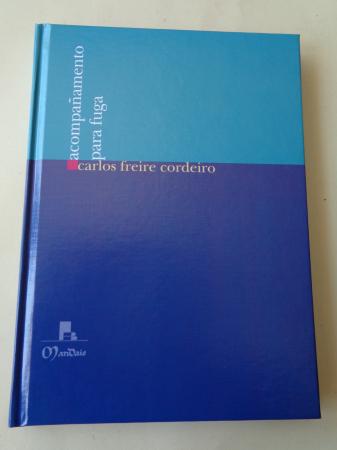 acompañamento
para fuga
carlos freire cordeiro
Mandaio